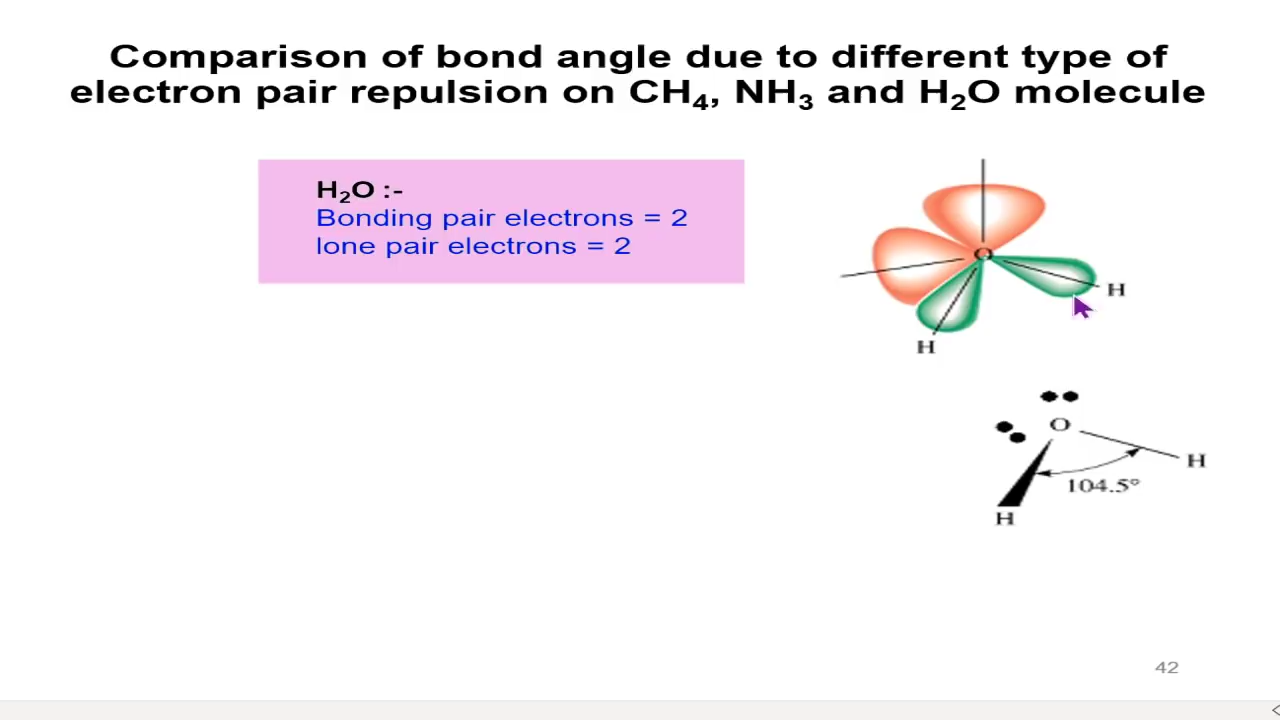 Comparison of bond angle due to different type of
electron pair repulsion on CH₄, NH₃ and H₂O molecule
H₂O :-
Bonding pair electrons = 2
lone pair electrons = 2
O
H
H
O
H
104.5°
H
42